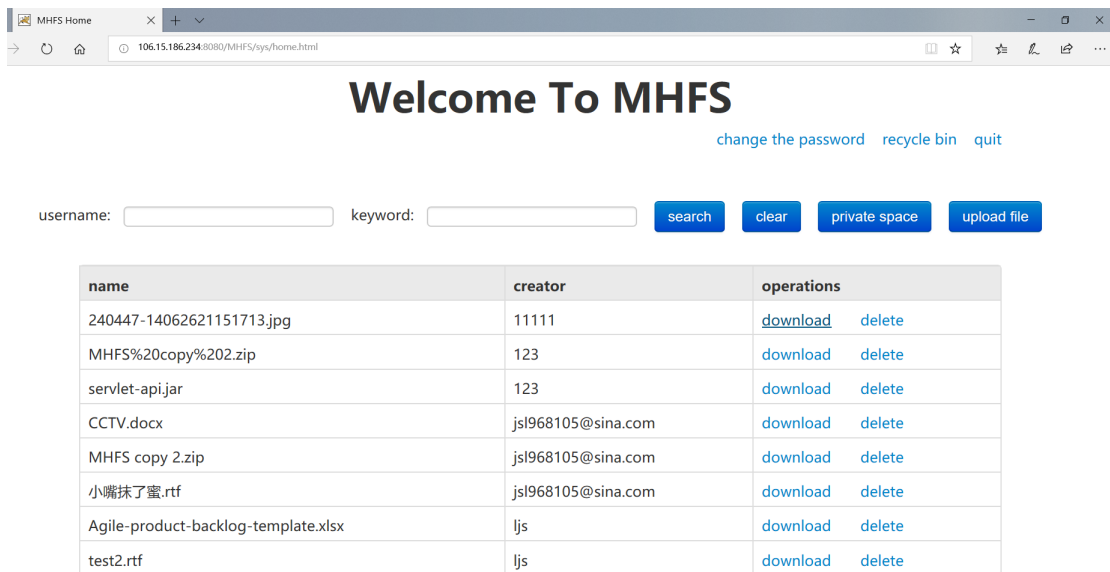 MHFS Home
106.15.186.234:8080/MHFS/sys/home.html
Welcome To MHFS
change the password recycle bin quit
username: keyword: search clear private space upload file
name creator operations
240447-14062621151713.jpg 11111 download delete
MHFS%20copy%202.zip 123 download delete
servlet-api.jar 123 download delete
CCTV.docx jsl968105@sina.com download delete
MHFS copy 2.zip jsl968105@sina.com download delete
小嘴抹了蜜.rtf jsl968105@sina.com download delete
Agile-product-backlog-template.xlsx ljs download delete
test2.rtf ljs download delete